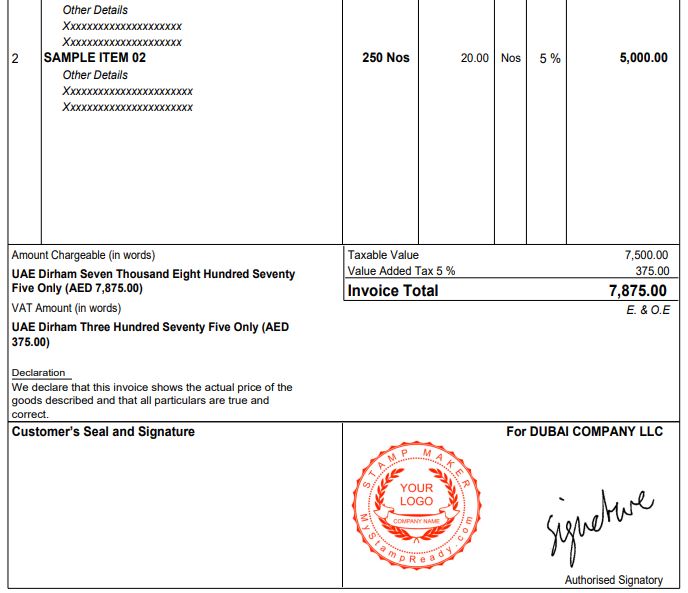 Other Details
Xxxxxxxxxxxxxxxxxxxxx
Xxxxxxxxxxxxxxxxxxxxx
2 SAMPLE ITEM 02 250 Nos 20.00 Nos 5 % 5,000.00
Other Details
Xxxxxxxxxxxxxxxxxxxxxxx
Xxxxxxxxxxxxxxxxxxxxxxx
Amount Chargeable (in words)
UAE Dirham Seven Thousand Eight Hundred Seventy
Five Only (AED 7,875.00)
VAT Amount (in words)
UAE Dirham Three Hundred Seventy Five Only (AED
375.00)
Taxable Value 7,500.00
Value Added Tax 5 % 375.00
Invoice Total 7,875.00
E. & O.E
Declaration
We declare that this invoice shows the actual price of the
goods described and that all particulars are true and
correct.
Customer's Seal and Signature
For DUBAI COMPANY LLC
STAMP MAKER
YOUR
LOGO
COMPANY NAME
MyStampReady.com
signature
Authorised Signatory